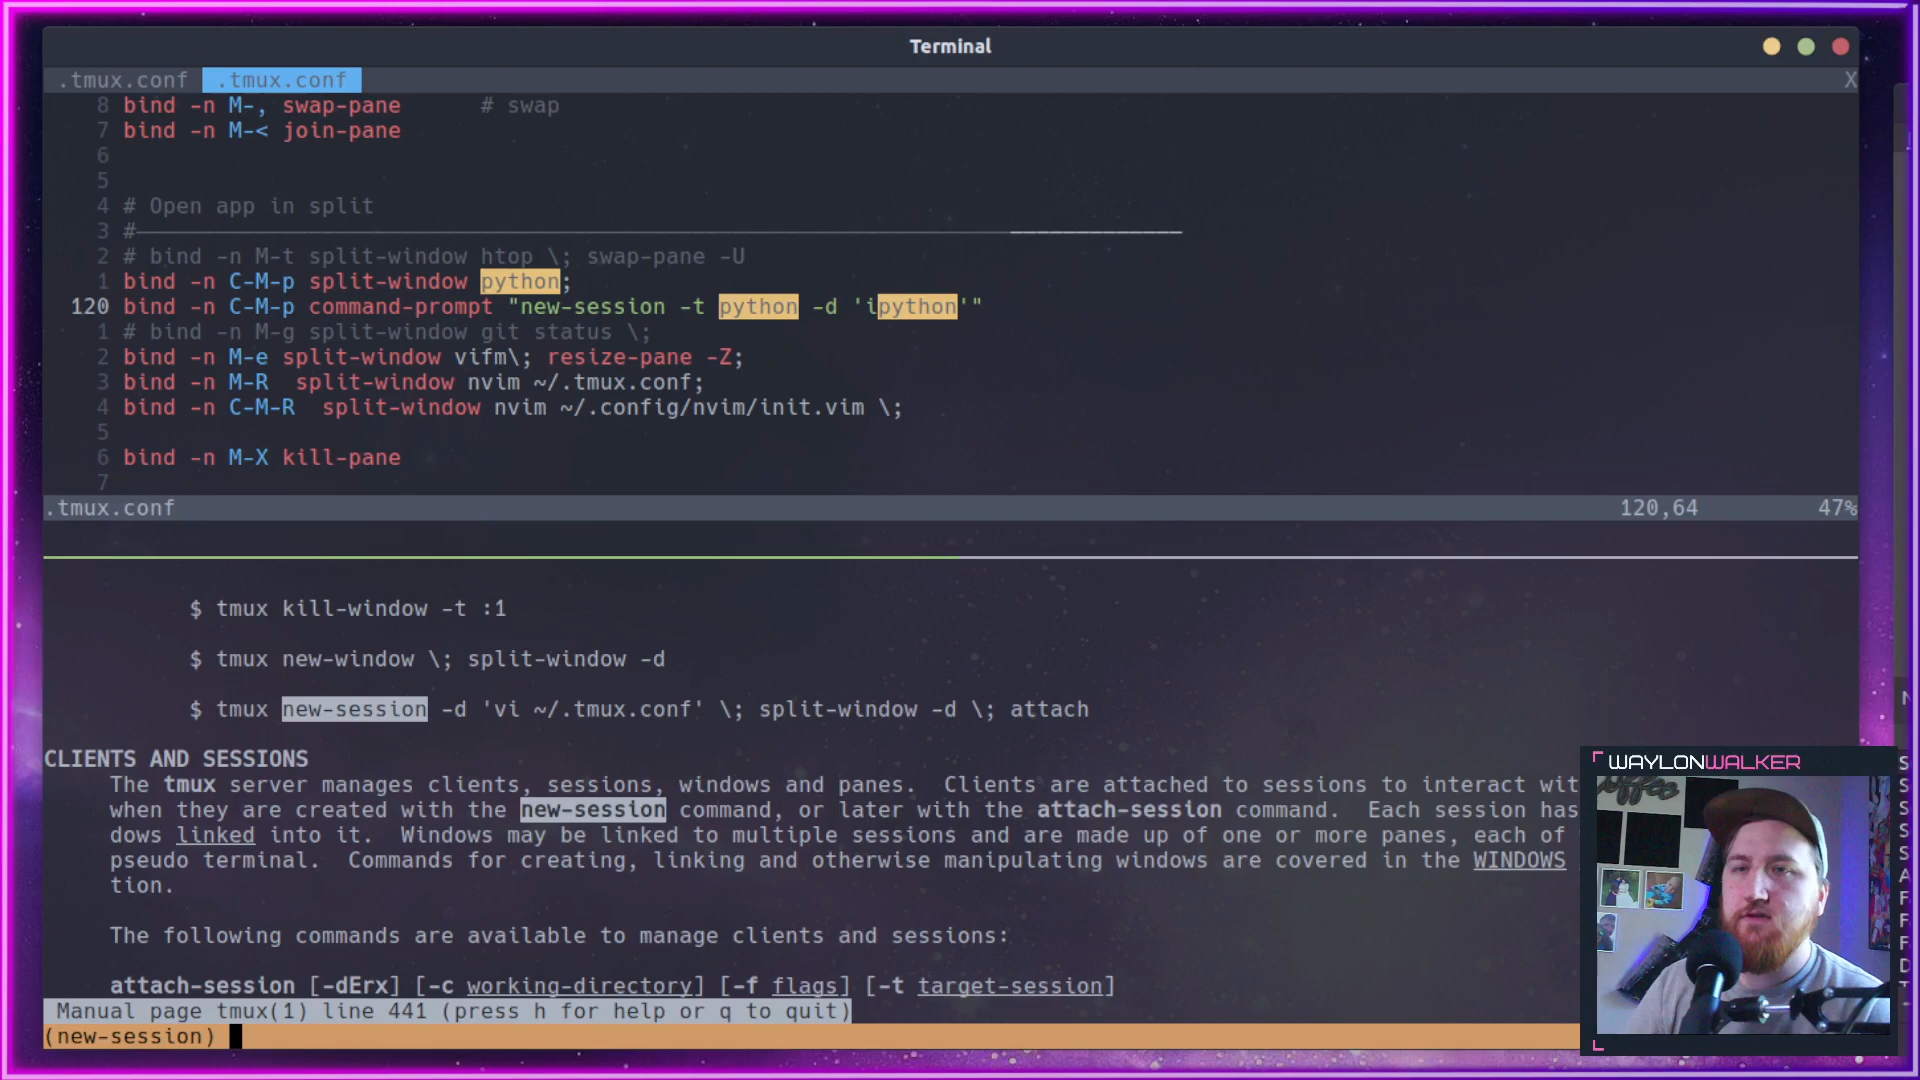 Terminal
.tmux.conf .tmux.conf X
8 bind -n M-, swap-pane # swap
7 bind -n M-< join-pane
6
5
4 # Open app in split
3 #
2 # bind -n M-t split-window htop \; swap-pane -U
1 bind -n C-M-p split-window python;
120 bind -n C-M-p command-prompt "new-session -t python -d 'ipython'"
1 # bind -n M-g split-window git status \;
2 bind -n M-e split-window vifm\; resize-pane -Z;
3 bind -n M-R split-window nvim ~/.tmux.conf;
4 bind -n C-M-R split-window nvim ~/.config/nvim/init.vim \;
5
6 bind -n M-X kill-pane
7
.tmux.conf 120,64 47%
$ tmux kill-window -t :1
$ tmux new-window \; split-window -d
$ tmux new-session -d 'vi ~/.tmux.conf' \; split-window -d \; attach
CLIENTS AND SESSIONS
The tmux server manages clients, sessions, windows and panes. Clients are attached to sessions to interact wit
when they are created with the new-session command, or later with the attach-session command. Each session has
dows linked into it. Windows may be linked to multiple sessions and are made up of one or more panes, each of
pseudo terminal. Commands for creating, linking and otherwise manipulating windows are covered in the WINDOWS
tion.
The following commands are available to manage clients and sessions:
attach-session [-dErx] [-c working-directory] [-f flags] [-t target-session]
Manual page tmux(1) line 441 (press h for help or q to quit)
(new-session)
WAYLONWALKER